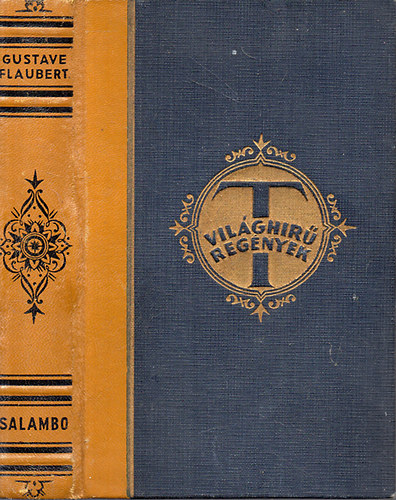 GUSTAVE
FLAUBERT
SALAMBO
T
VILÁGHIRŰ
REGÉNYEK